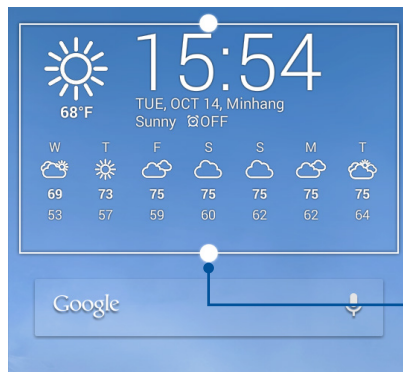 15:54
68°F
TUE, OCT 14, Minhang
Sunny OFF
W T F S S M T
69 73 75 75 75 75 75
53 57 59 60 62 62 64
Google